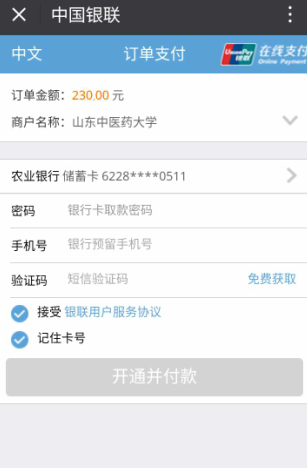 中国银联
中文 订单支付 UnionPay 银联 在线支付
Online Payment
订单金额：230.00 元
商户名称：山东中医药大学
农业银行 储蓄卡 6228****0511
密码 银行卡取款密码
手机号 银行预留手机号
验证码 短信验证码 免费获取
接受 银联用户服务协议
记住卡号
开通并付款